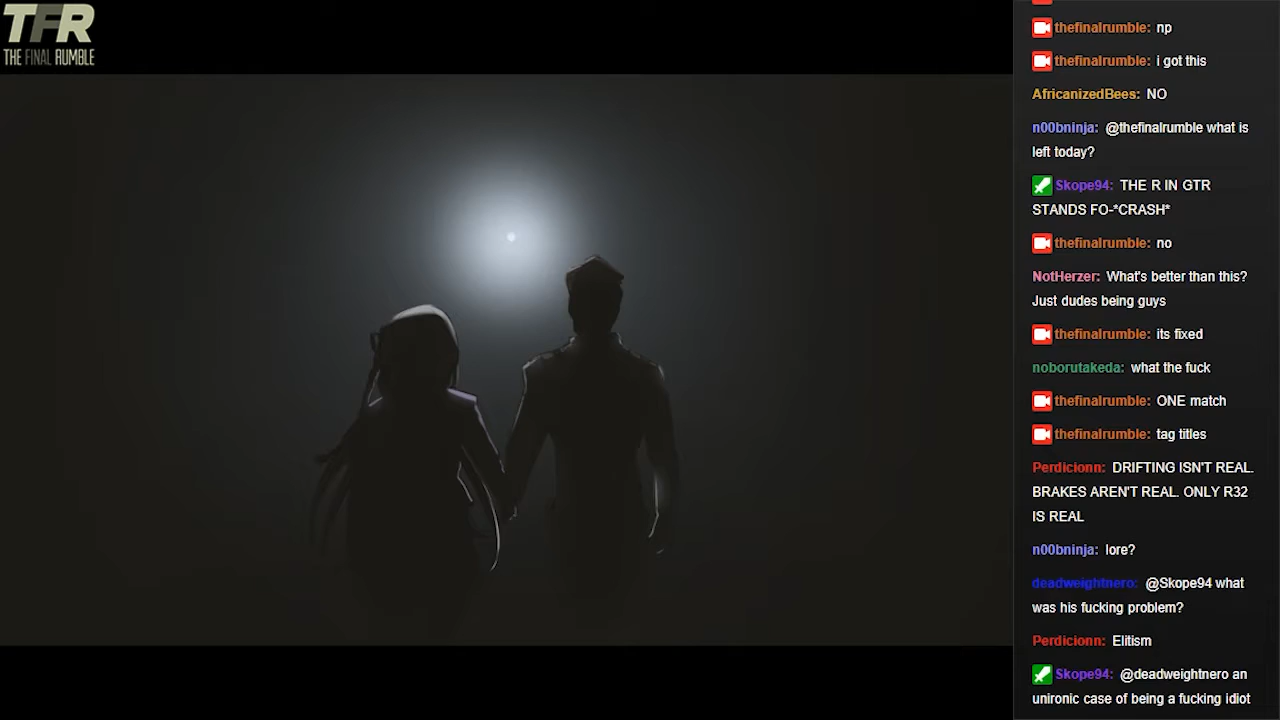 TFR
THE FINAL RUMBLE
thefinalrumble: np
thefinalrumble: i got this
AfricanizedBees: NO
n00bninja: @thefinalrumble what is
left today?
Skope94: THE R IN GTR
STANDS FO-*CRASH*
thefinalrumble: no
NotHerzer: What's better than this?
Just dudes being guys
thefinalrumble: its fixed
noborutakeda: what the fuck
thefinalrumble: ONE match
thefinalrumble: tag titles
Perdicionn: DRIFTING ISN'T REAL.
BRAKES AREN'T REAL. ONLY R32
IS REAL
n00bninja: lore?
deadweightnero: @Skope94 what
was his fucking problem?
Perdicionn: Elitism
Skope94: @deadweightnero an
unironic case of being a fucking idiot